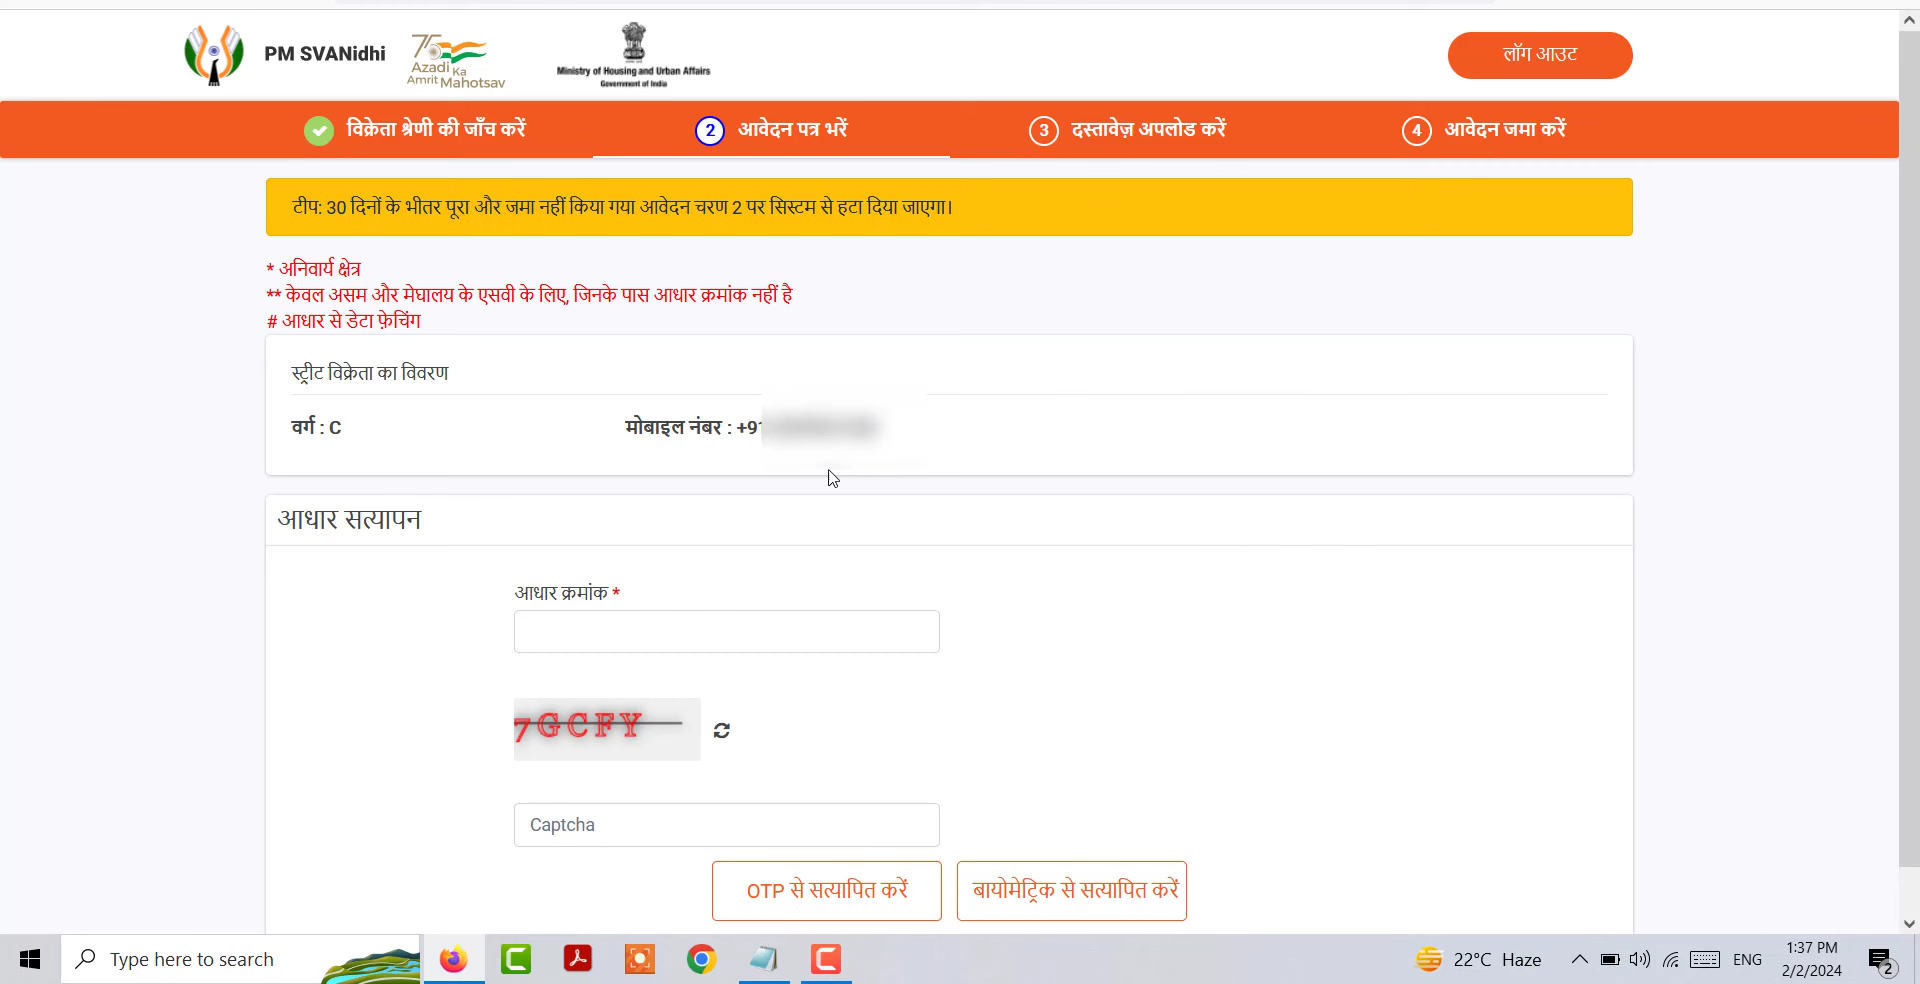 PM SVANidhi
75
Azadi Ka
Amrit Mahotsav
Ministry of Housing and Urban Affairs
Government of India
लॉग आउट
विक्रेता श्रेणी की जाँच करें
2 आवेदन पत्र भरें
3 दस्तावेज़ अपलोड करें
4 आवेदन जमा करें
टीप: 30 दिनों के भीतर पूरा और जमा नहीं किया गया आवेदन चरण 2 पर सिस्टम से हटा दिया जाएगा।
* अनिवार्य क्षेत्र
** केवल असम और मेघालय के एसवी के लिए, जिनके पास आधार क्रमांक नहीं है
# आधार से डेटा फ़ेचिंग
स्ट्रीट विक्रेता का विवरण
वर्ग : C
मोबाइल नंबर : +91
आधार सत्यापन
आधार क्रमांक *
7GCFY
Captcha
OTP से सत्यापित करें
बायोमेट्रिक से सत्यापित करें
Type here to search
22°C Haze
ENG
1:37 PM
2/2/2024
2